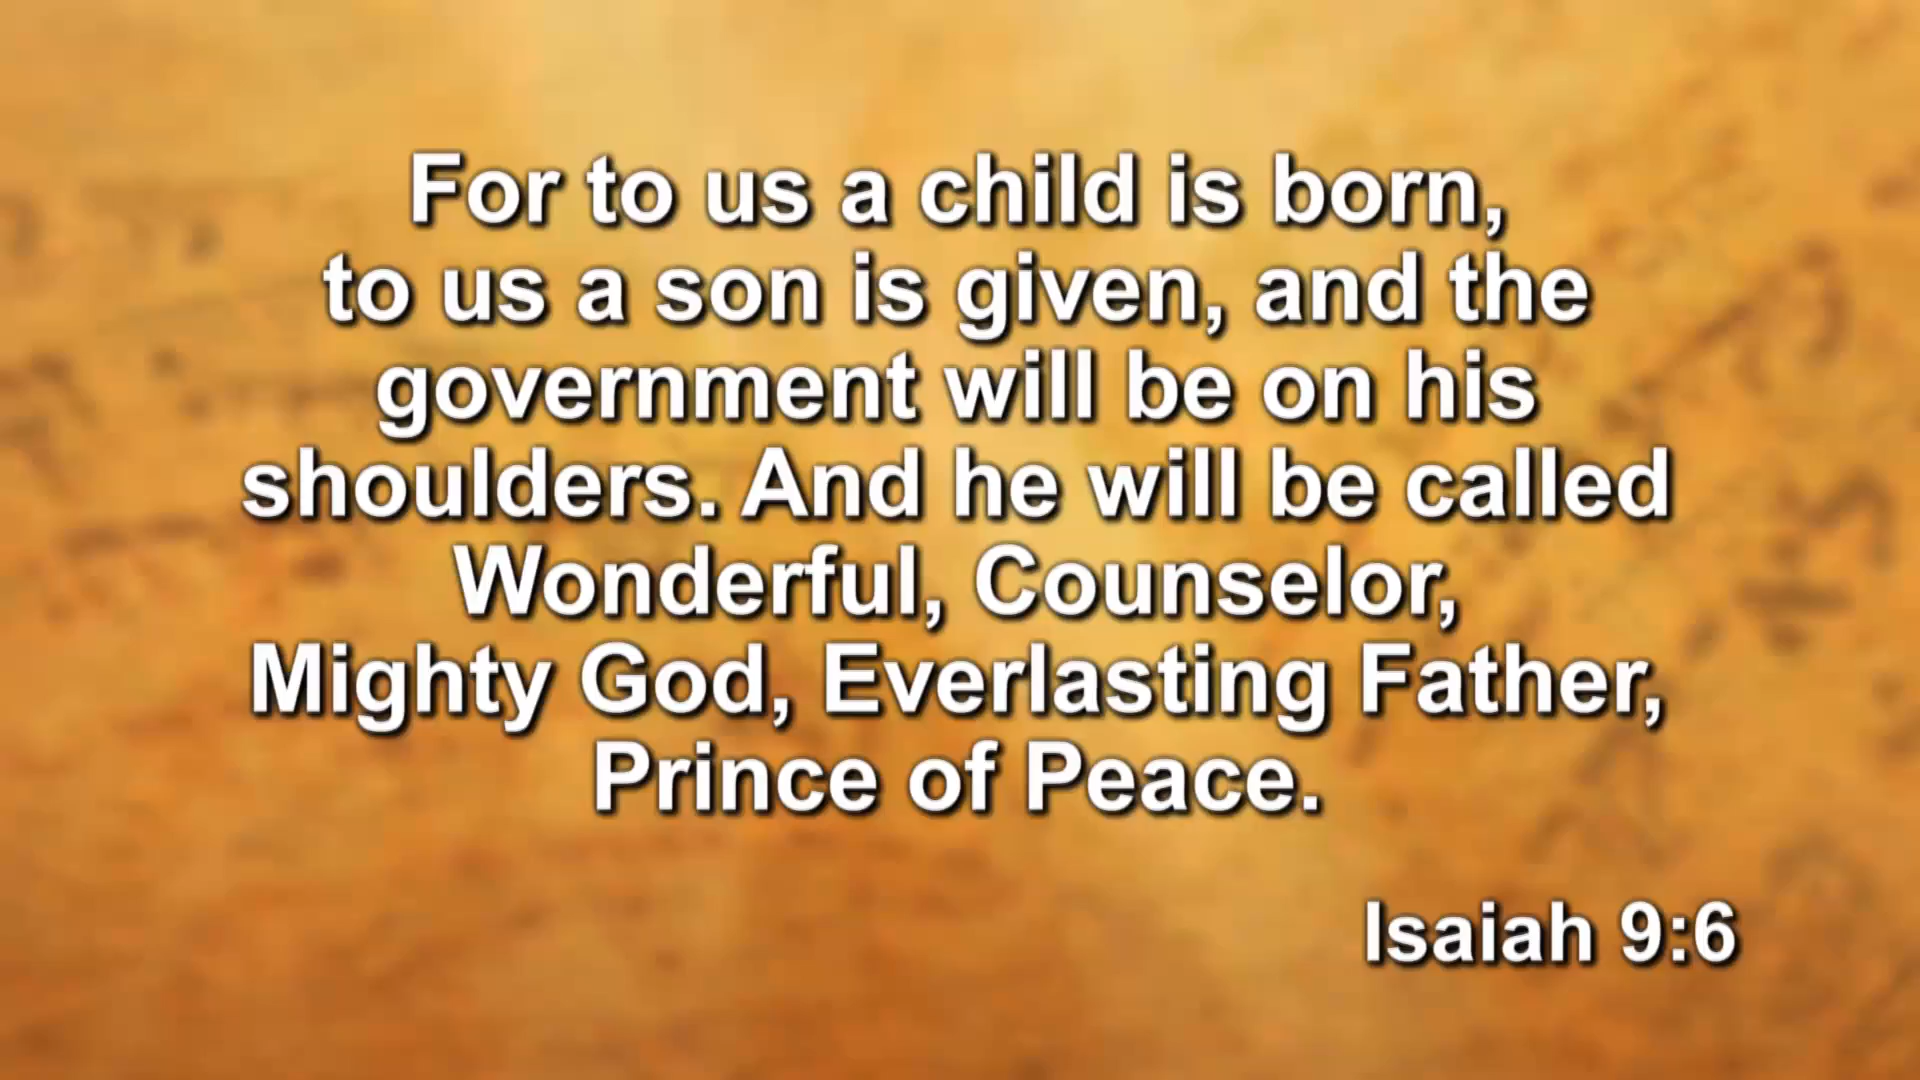 For to us a child is born,
to us a son is given, and the
government will be on his
shoulders. And he will be called
Wonderful, Counselor,
Mighty God, Everlasting Father,
Prince of Peace.
Isaiah 9:6